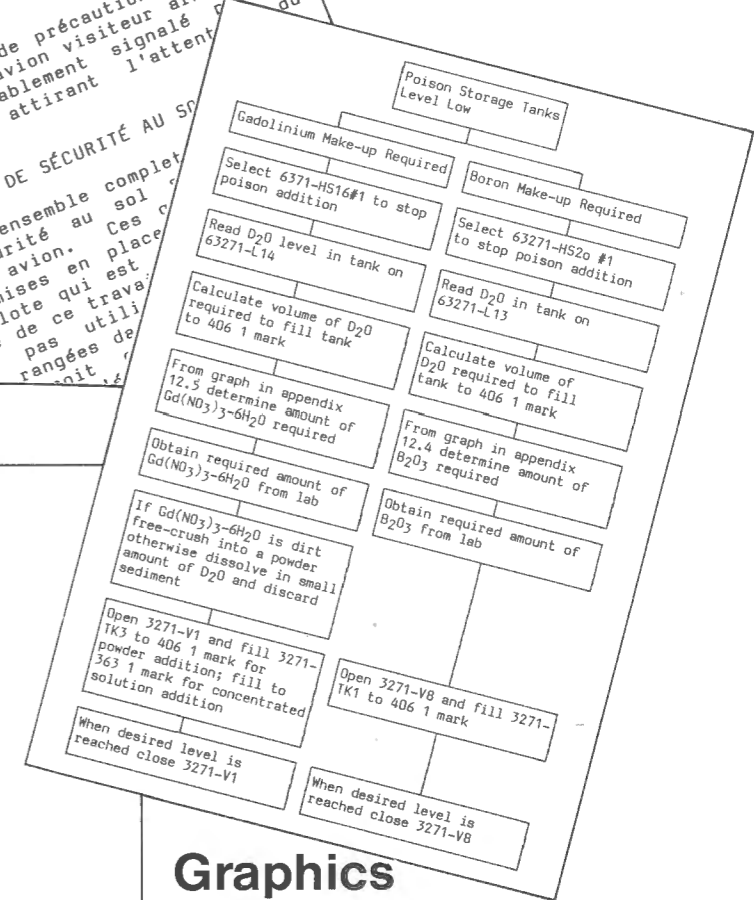 de précaution
avion visiteur
ablement signalé
attirant l'attent
DE SÉCURITÉ AU SO
ensemble complet
urité au sol
avion. Ces
mises en place
lote qui est
de ce trava
pas utili
rangées de
oit
Poison Storage Tanks
Level Low
Gadolinium Make-up Required
Select 6371-HS16#1 to stop
poison addition
Read D2O level in tank on
63271-L14
Calculate volume of D2O
required to fill tank
to 406 1 mark
From graph in appendix
12.5 determine amount of
Gd(NO3)3-6H2O required
Obtain required amount of
Gd(NO3)3-6H2O from lab
If Gd(NO3)3-6H2O is dirt
free-crush into a powder
otherwise dissolve in small
amount of D2O and discard
sediment
Open 3271-V1 and fill 3271-
TK3 to 406 1 mark for
powder addition; fill to
363 1 mark for concentrated
solution addition
When desired level is
reached close 3271-V1
Boron Make-up Required
Select 63271-HS2o #1
to stop poison addition
Read D2O in tank on
63271-L13
Calculate volume of
D2O required to fill
tank to 406 1 mark
From graph in appendix
12.4 determine amount of
B2O3 required
Obtain required amount of
B2O3 from lab
Open 3271-V8 and fill 3271-
TK1 to 406 1 mark
When desired level is
reached close 3271-V8
Graphics